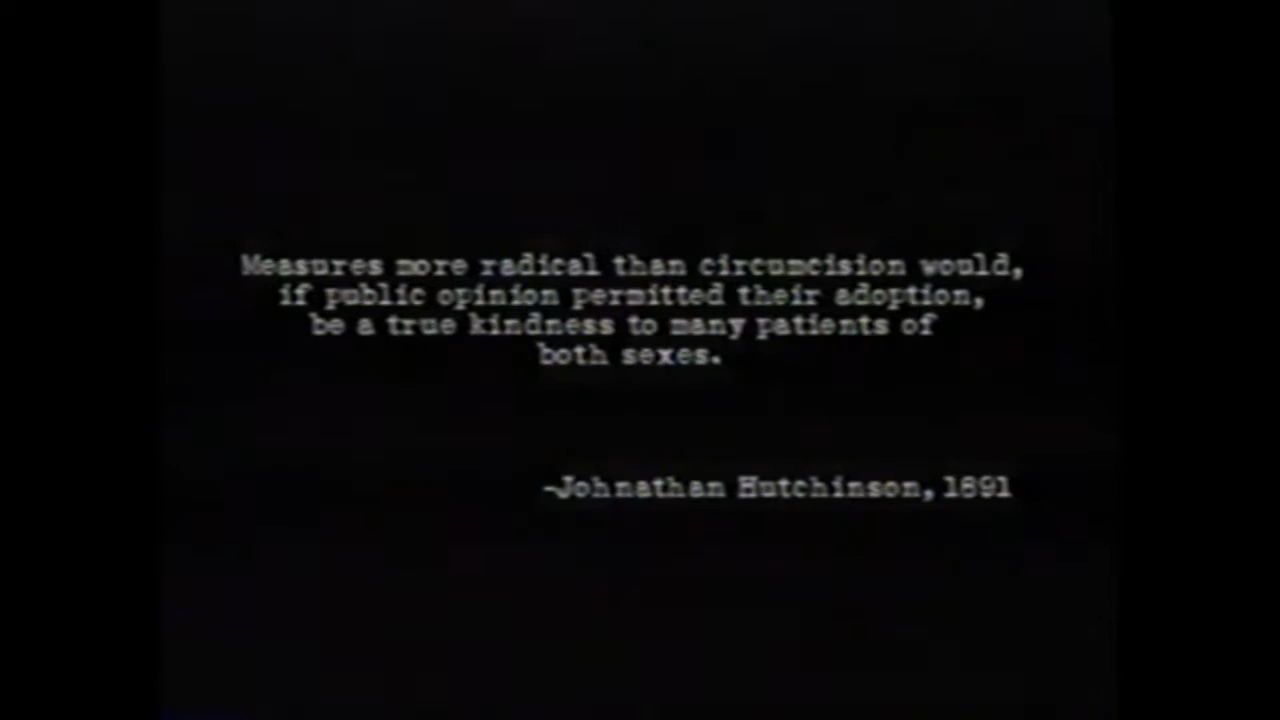 Measures more radical than circumcision would,
if public opinion permitted their adoption,
be a true kindness to many patients of
both sexes.
-Johnathan Hutchinson, 1891